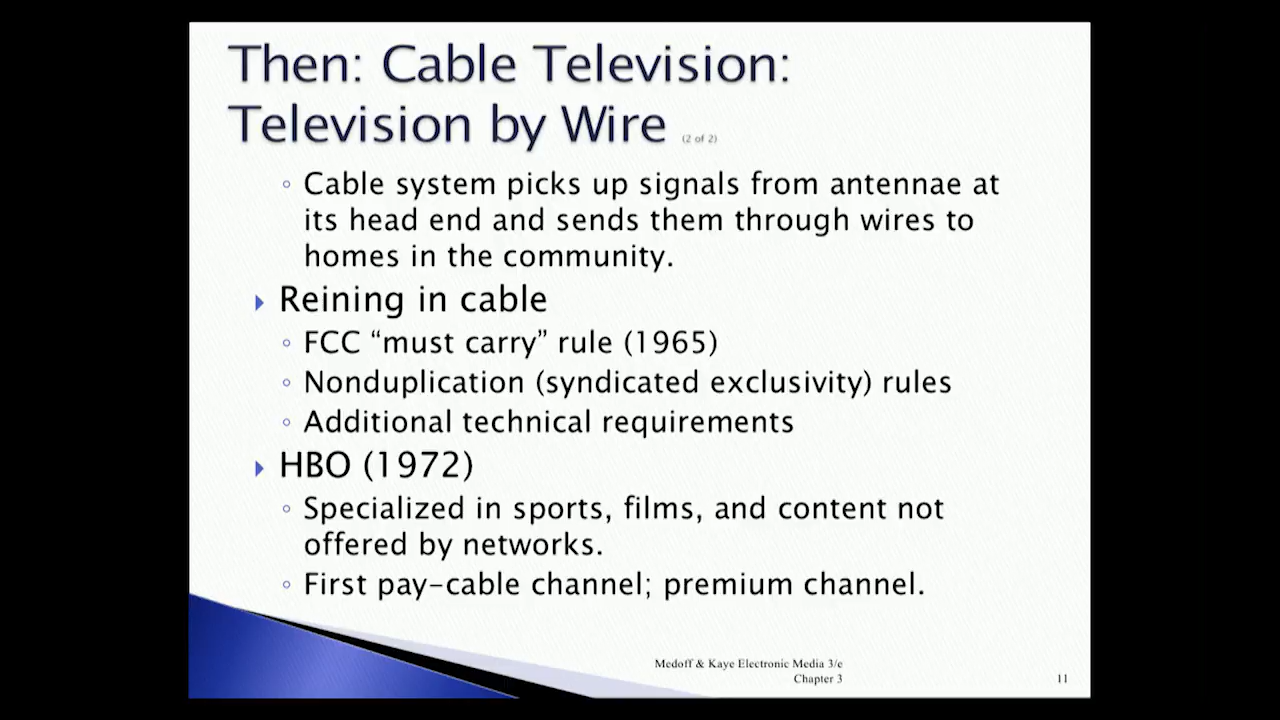 Then: Cable Television:
Television by Wire (2 of 2)
◦ Cable system picks up signals from antennae at
its head end and sends them through wires to
homes in the community.
Reining in cable
◦ FCC “must carry” rule (1965)
◦ Nonduplication (syndicated exclusivity) rules
◦ Additional technical requirements
HBO (1972)
◦ Specialized in sports, films, and content not
offered by networks.
◦ First pay-cable channel; premium channel.
Medoff & Kaye Electronic Media 3/e
Chapter 3
11